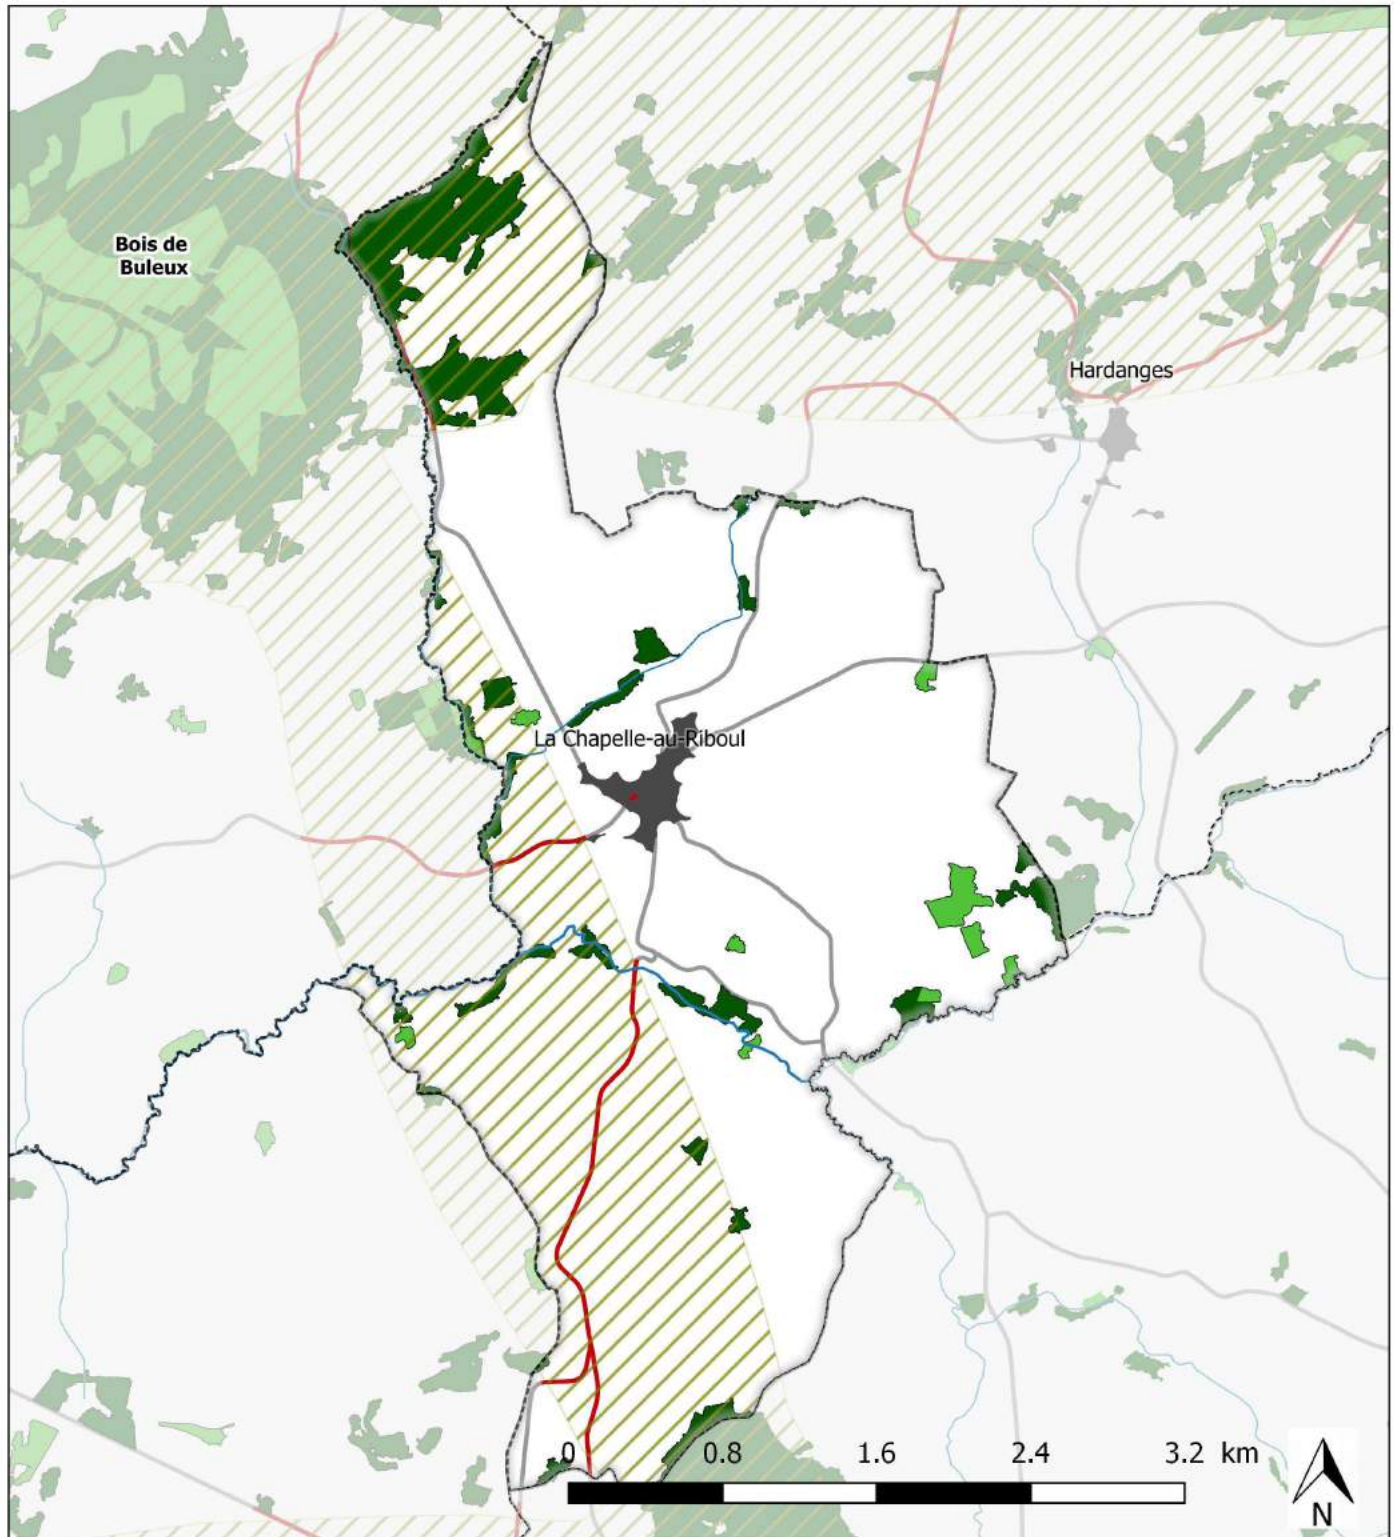 Bois de
Buleux
Hardanges
La Chapelle-au-Riboul
0 0.8 1.6 2.4 3.2 km
N